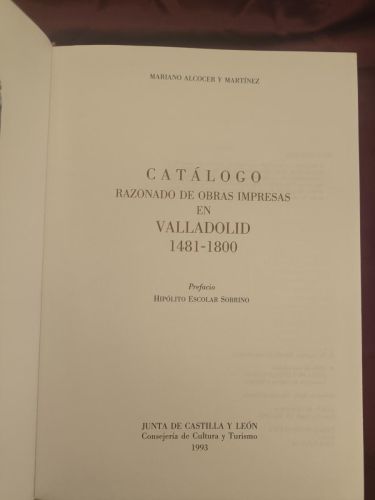 MARIANO ALCOCER Y MARTÍNEZ
CATÁLOGO
RAZONADO DE OBRAS IMPRESAS
EN
VALLADOLID
1481-1800
Prefacio
HIPÓLITO ESCOLAR SOBRINO
JUNTA DE CASTILLA Y LEÓN
Consejería de Cultura y Turismo
1993